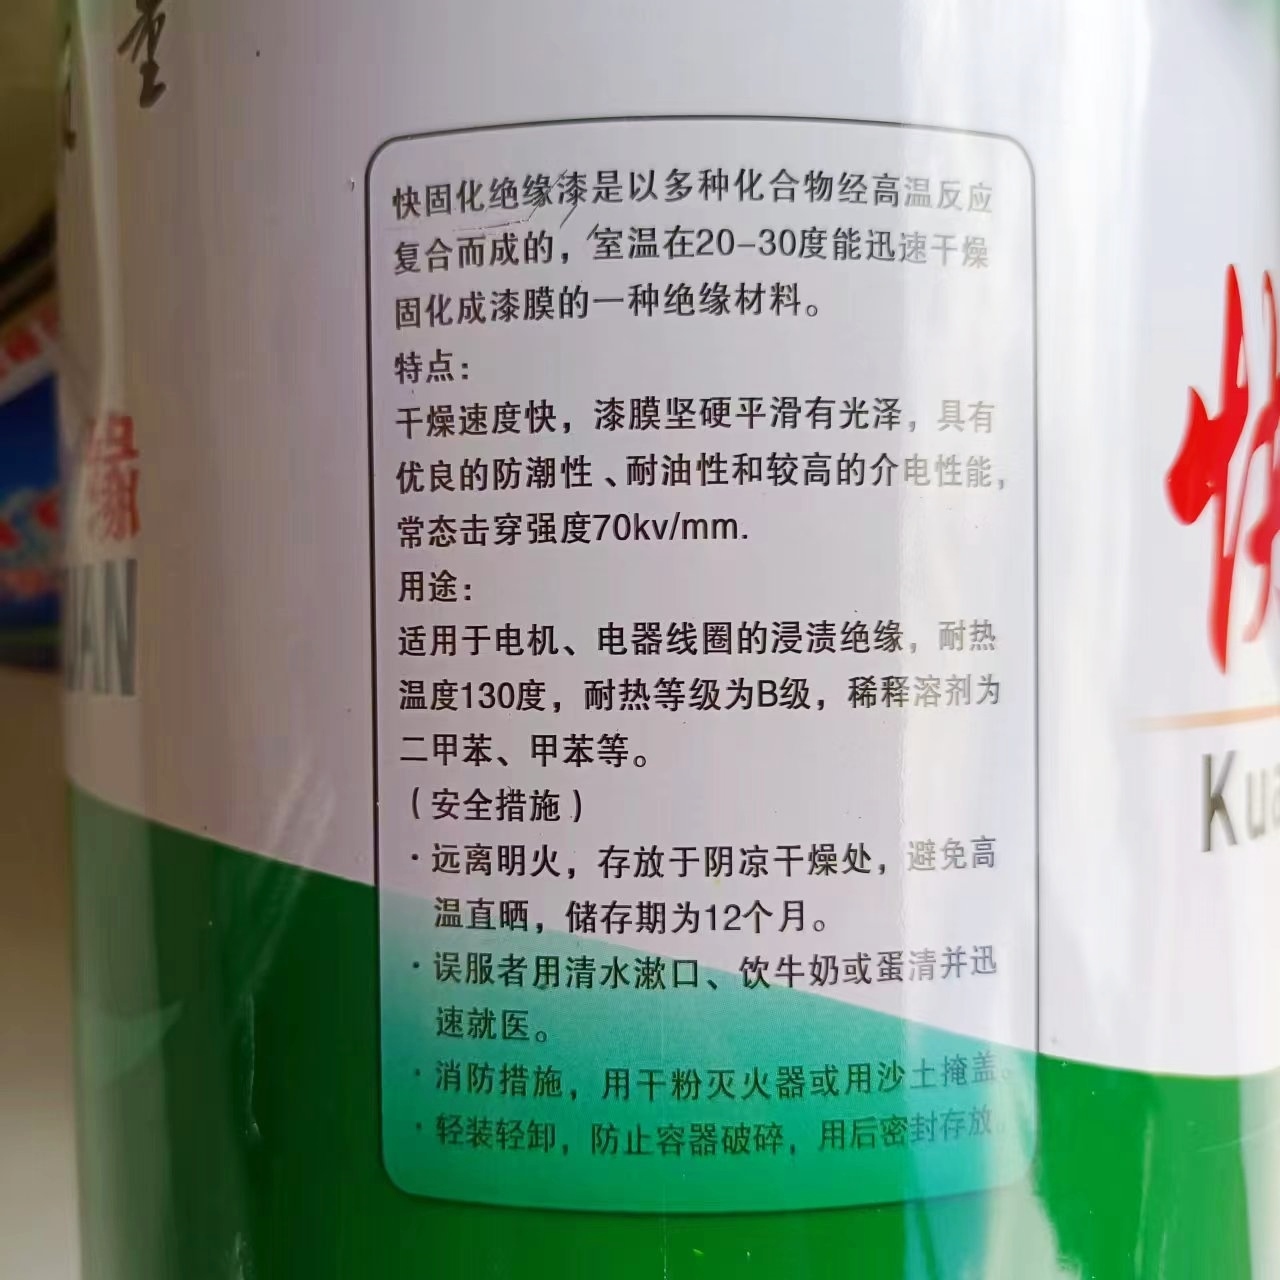 量
缘
UAN
快固化绝缘漆是以多种化合物经高温反应
复合而成的，室温在20-30度能迅速干燥
固化成漆膜的一种绝缘材料。
特点：
干燥速度快，漆膜坚硬平滑有光泽，具有
优良的防潮性、耐油性和较高的介电性能，
常态击穿强度70kv/mm.
用途：
适用于电机、电器线圈的浸渍绝缘，耐热
温度130度，耐热等级为B级，稀释溶剂为
二甲苯、甲苯等。
（安全措施）
·远离明火，存放于阴凉干燥处，避免高
温直晒，储存期为12个月。
·误服者用清水漱口、饮牛奶或蛋清并迅
速就医。
·消防措施，用干粉灭火器或用沙土掩盖。
·轻装轻卸，防止容器破碎，用后密封存放。
快
Kua